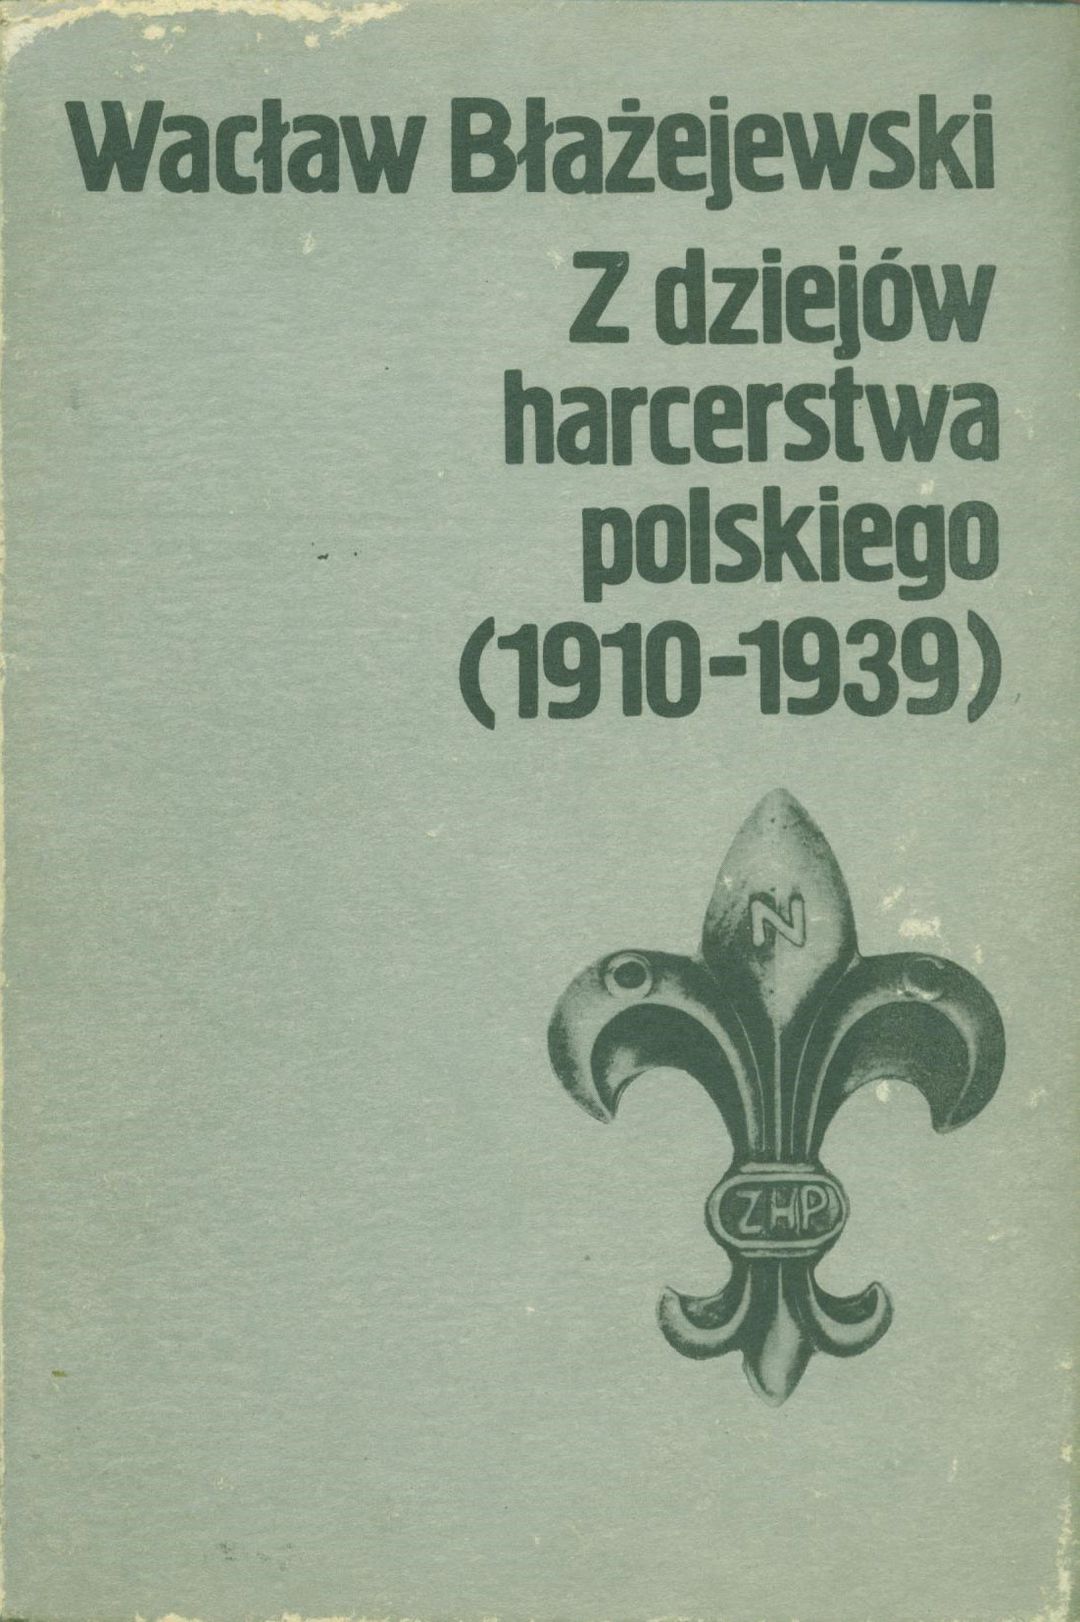 Wacław Błażejewski
Z dziejów
harcerstwa
polskiego
(1910-1939)
N
ZHP